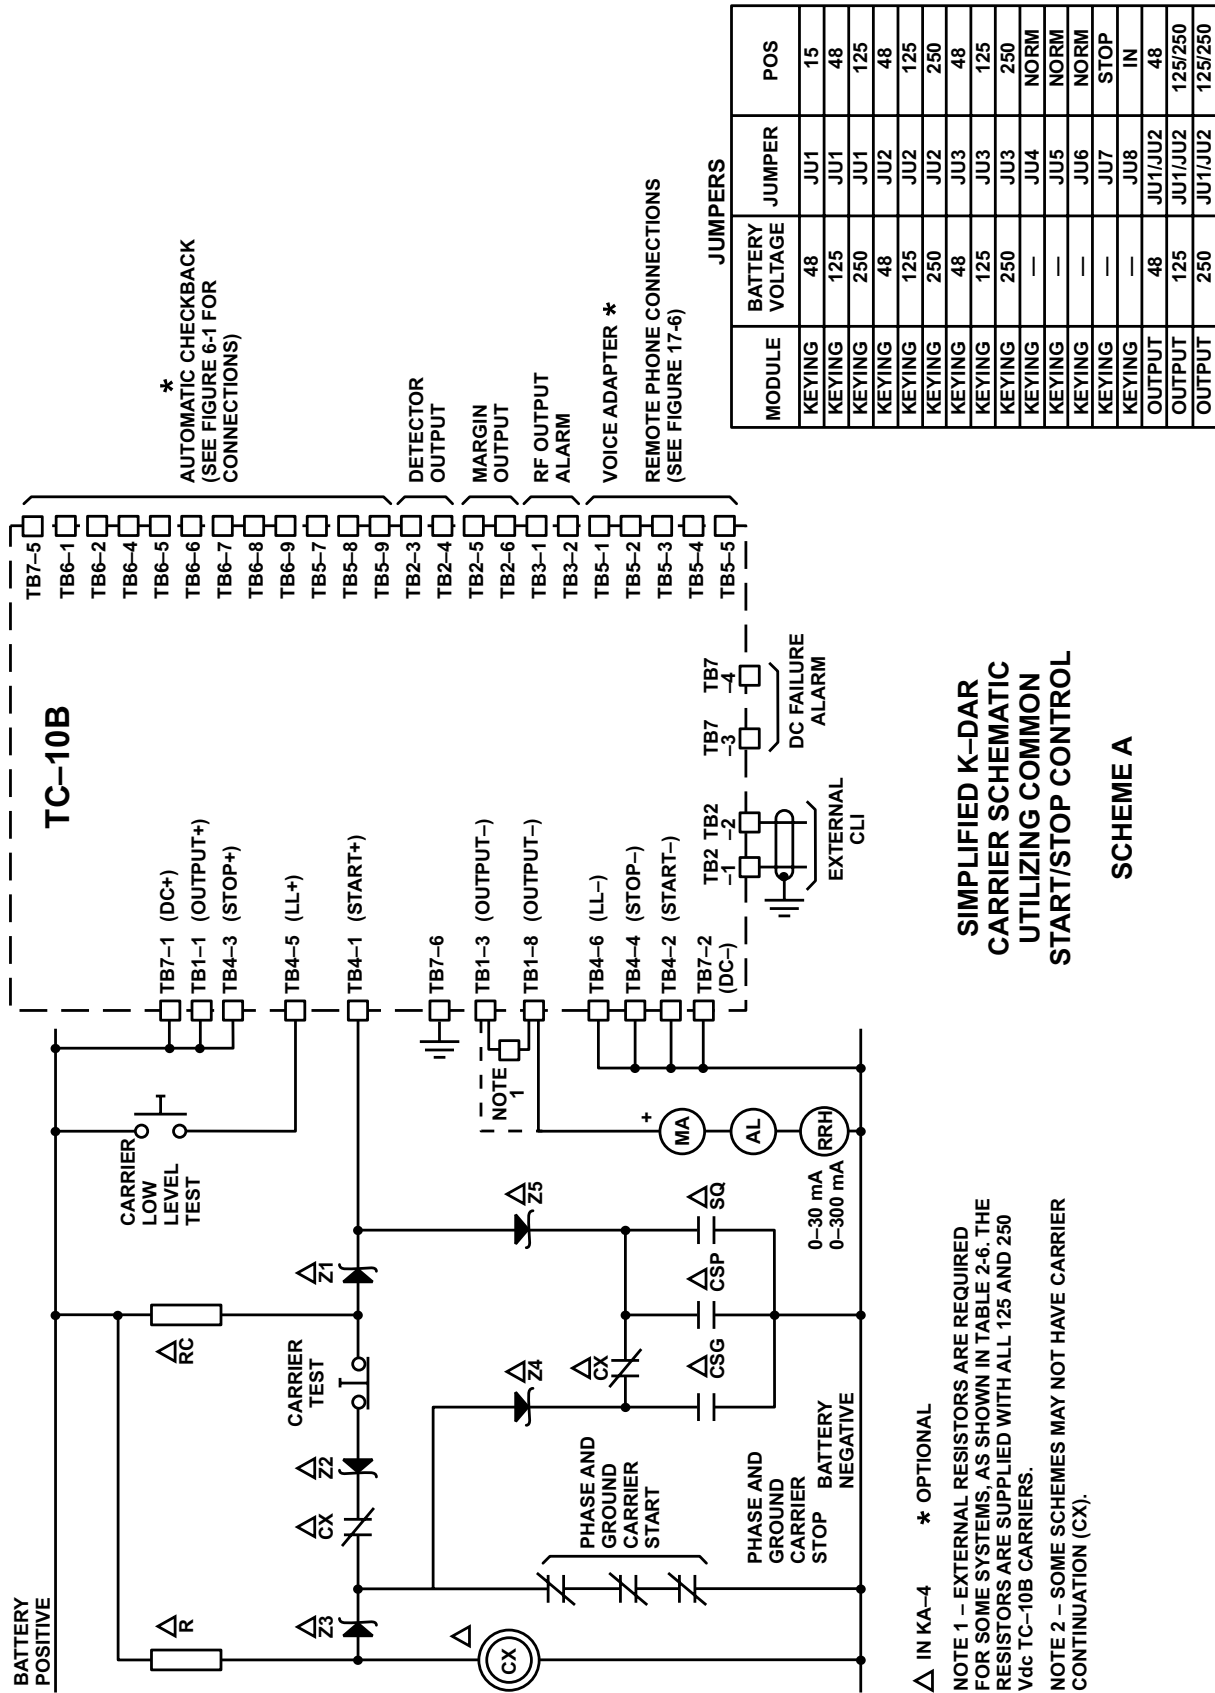 BATTERY
POSITIVE
R
RC
CARRIER
LOW
LEVEL
TEST
Z3
CX
Z2
CARRIER
TEST
Z1
CX
PHASE AND
GROUND
CARRIER
START
Z4
Z5
CX
CSG
CSP
SQ
PHASE AND
GROUND
CARRIER
STOP
BATTERY
NEGATIVE
+
MA
AL
RRH
0–30 mA
0–300 mA
NOTE
1
TC–10B
TB7–1 (DC+)
TB1–1 (OUTPUT+)
TB4–3 (STOP+)
TB4–5 (LL+)
TB4–1 (START+)
TB7–6
TB1–3 (OUTPUT–)
TB1–8 (OUTPUT–)
TB4–6 (LL–)
TB4–4 (STOP–)
TB4–2 (START–)
TB7–2
(DC–)
TB2
–1
TB2
–2
EXTERNAL
CLI
TB7
–3
TB7
–4
DC FAILURE
ALARM
TB7–5
TB6–1
TB6–2
TB6–4
TB6–5
TB6–6
TB6–7
TB6–8
TB6–9
TB5–7
TB5–8
TB5–9
TB2–3
TB2–4
TB2–5
TB2–6
TB3–1
TB3–2
TB5–1
TB5–2
TB5–3
TB5–4
TB5–5
*
AUTOMATIC CHECKBACK
(SEE FIGURE 6-1 FOR
CONNECTIONS)
DETECTOR
OUTPUT
MARGIN
OUTPUT
RF OUTPUT
ALARM
VOICE ADAPTER *
REMOTE PHONE CONNECTIONS
(SEE FIGURE 17-6)
△ IN KA–4 * OPTIONAL
NOTE 1 – EXTERNAL RESISTORS ARE REQUIRED
FOR SOME SYSTEMS, AS SHOWN IN TABLE 2-6. THE
RESISTORS ARE SUPPLIED WITH ALL 125 AND 250
Vdc TC–10B CARRIERS.
NOTE 2 – SOME SCHEMES MAY NOT HAVE CARRIER
CONTINUATION (CX).
SIMPLIFIED K–DAR
CARRIER SCHEMATIC
UTILIZING COMMON
START/STOP CONTROL
SCHEME A
JUMPERS
MODULE BATTERY VOLTAGE JUMPER POS
KEYING 48 JU1 15
KEYING 125 JU1 48
KEYING 250 JU1 125
KEYING 48 JU2 48
KEYING 125 JU2 125
KEYING 250 JU2 250
KEYING 48 JU3 48
KEYING 125 JU3 125
KEYING 250 JU3 250
KEYING — JU4 NORM
KEYING — JU5 NORM
KEYING — JU6 NORM
KEYING — JU7 STOP
KEYING — JU8 IN
OUTPUT 48 JU1/JU2 48
OUTPUT 125 JU1/JU2 125/250
OUTPUT 250 JU1/JU2 125/250